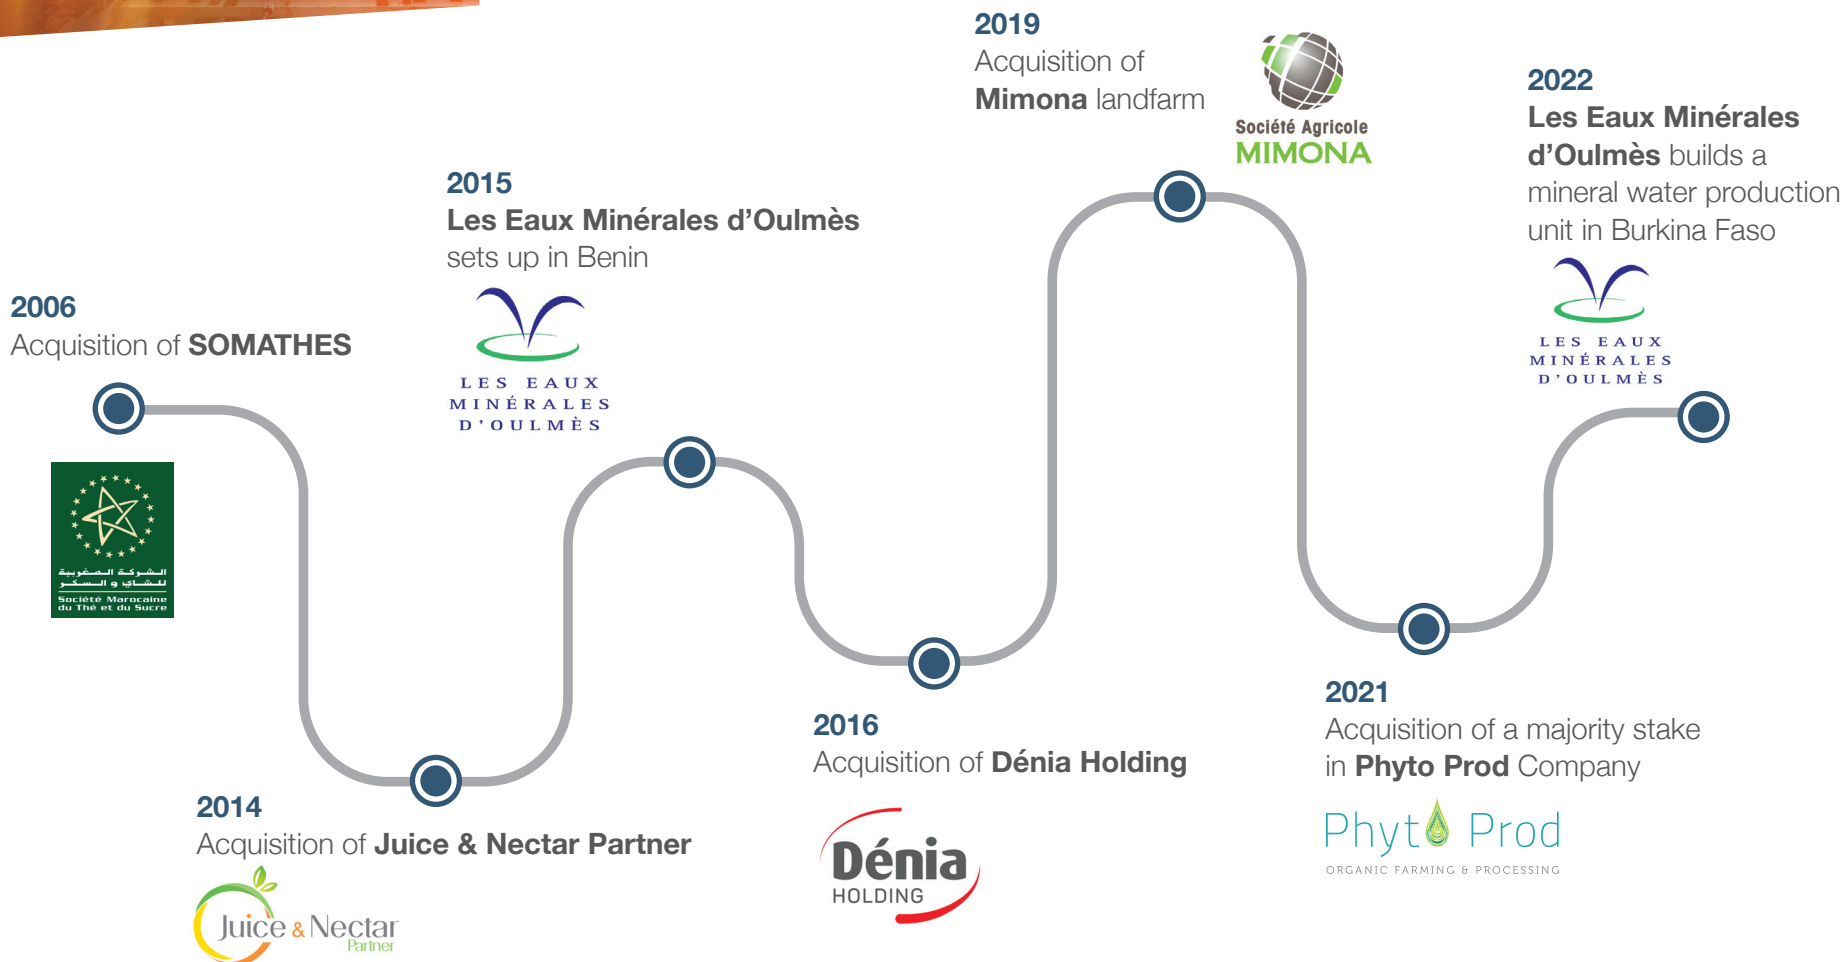 2006
Acquisition of SOMATHES
الشركة المغربية
للشاي و السكر
Société Marocaine
du Thé et du Sucre
2014
Acquisition of Juice & Nectar Partner
Juice & Nectar
Partner
2015
Les Eaux Minérales d’Oulmès
sets up in Benin
LES EAUX
MINÉRALES
D'OULMÈS
2016
Acquisition of Dénia Holding
Dénia
HOLDING
2019
Acquisition of
Mimona landfarm
Société Agricole
MIMONA
2021
Acquisition of a majority stake
in Phyto Prod Company
Phyto Prod
ORGANIC FARMING & PROCESSING
2022
Les Eaux Minérales
d’Oulmès builds a
mineral water production
unit in Burkina Faso
LES EAUX
MINÉRALES
D'OULMÈS